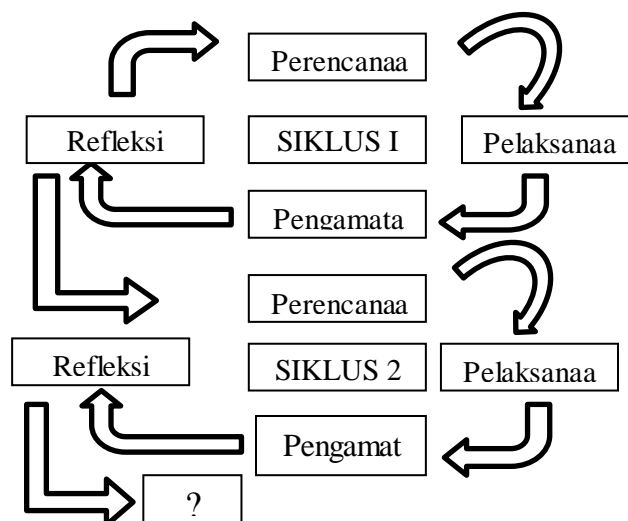 Perencanaa
Refleksi
SIKLUS I
Pelaksanaa
Pengamata
Perencanaa
Refleksi
SIKLUS 2
Pelaksanaa
Pengamat
?